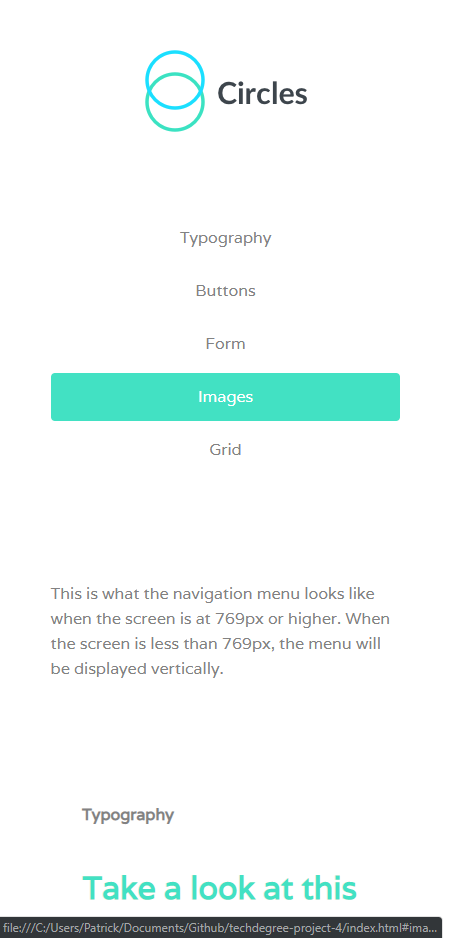 Circles
Typography
Buttons
Form
Images
Grid
This is what the navigation menu looks like
when the screen is at 769px or higher. When
the screen is less than 769px, the menu will
be displayed vertically.
Typography
Take a look at this
file:///C:/Users/Patrick/Documents/Github/techdegree-project-4/index.html#ima...